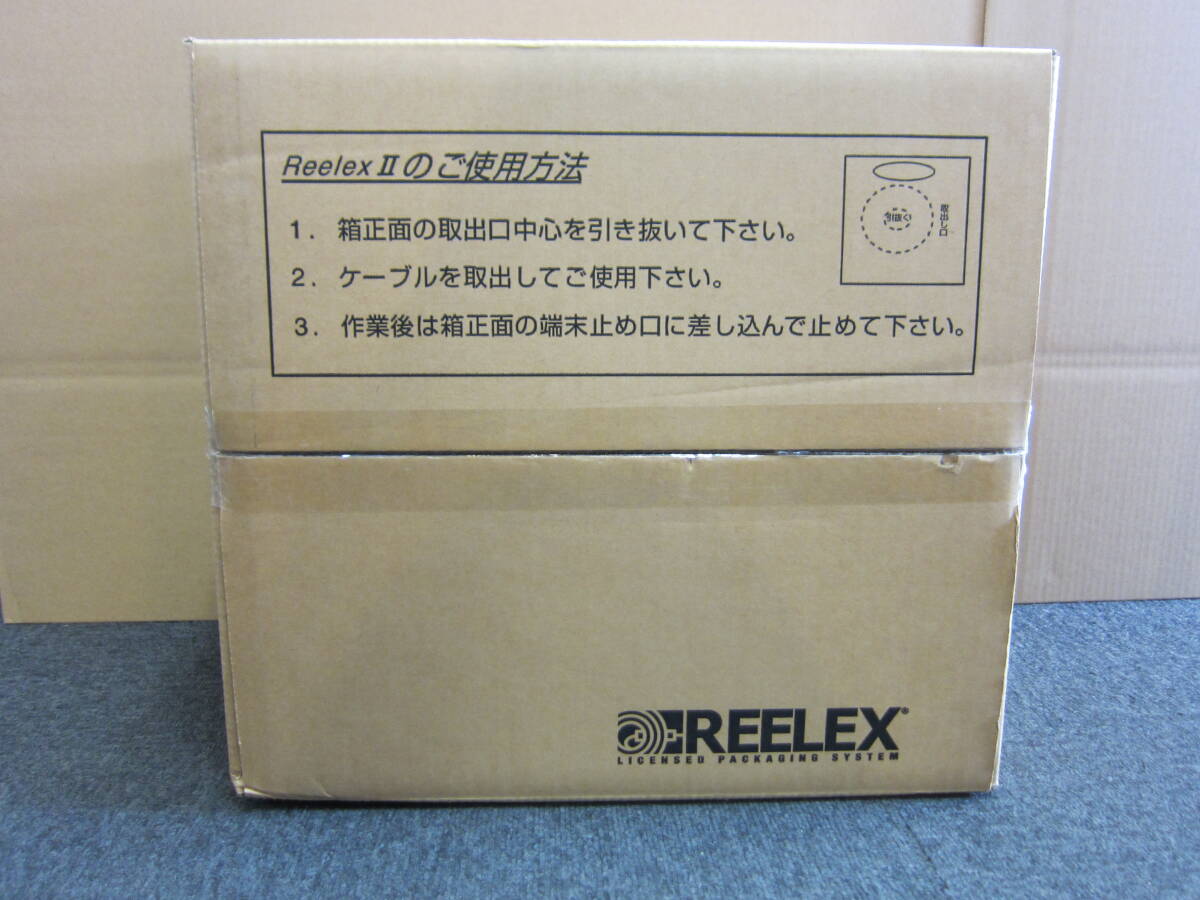 Reelex Ⅱのご使用方法
1. 箱正面の取出口中心を引き抜いて下さい。
2. ケーブルを取出してご使用下さい。
3. 作業後は箱正面の端末止め口に差し込んで止めて下さい。
引抜く
取出し口
REELEX®
LICENSED PACKAGING SYSTEM